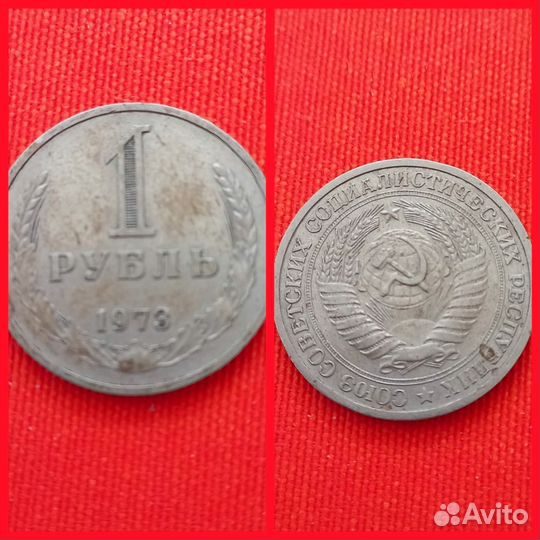 1
РУБЛЬ
1973
СОЮЗ СОВЕТСКИХ СОЦИАЛИСТИЧЕСКИХ РЕСПУБЛИК
Avito